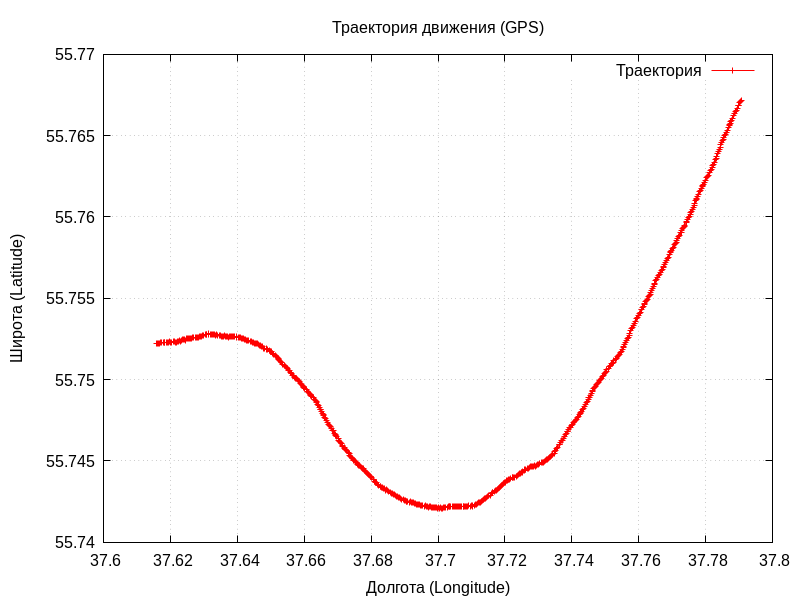 Траектория движения (GPS)
Траектория
55.77
55.765
55.76
55.755
55.75
55.745
55.74
37.6 37.62 37.64 37.66 37.68 37.7 37.72 37.74 37.76 37.78 37.8
Долгота (Longitude)
Широта (Latitude)